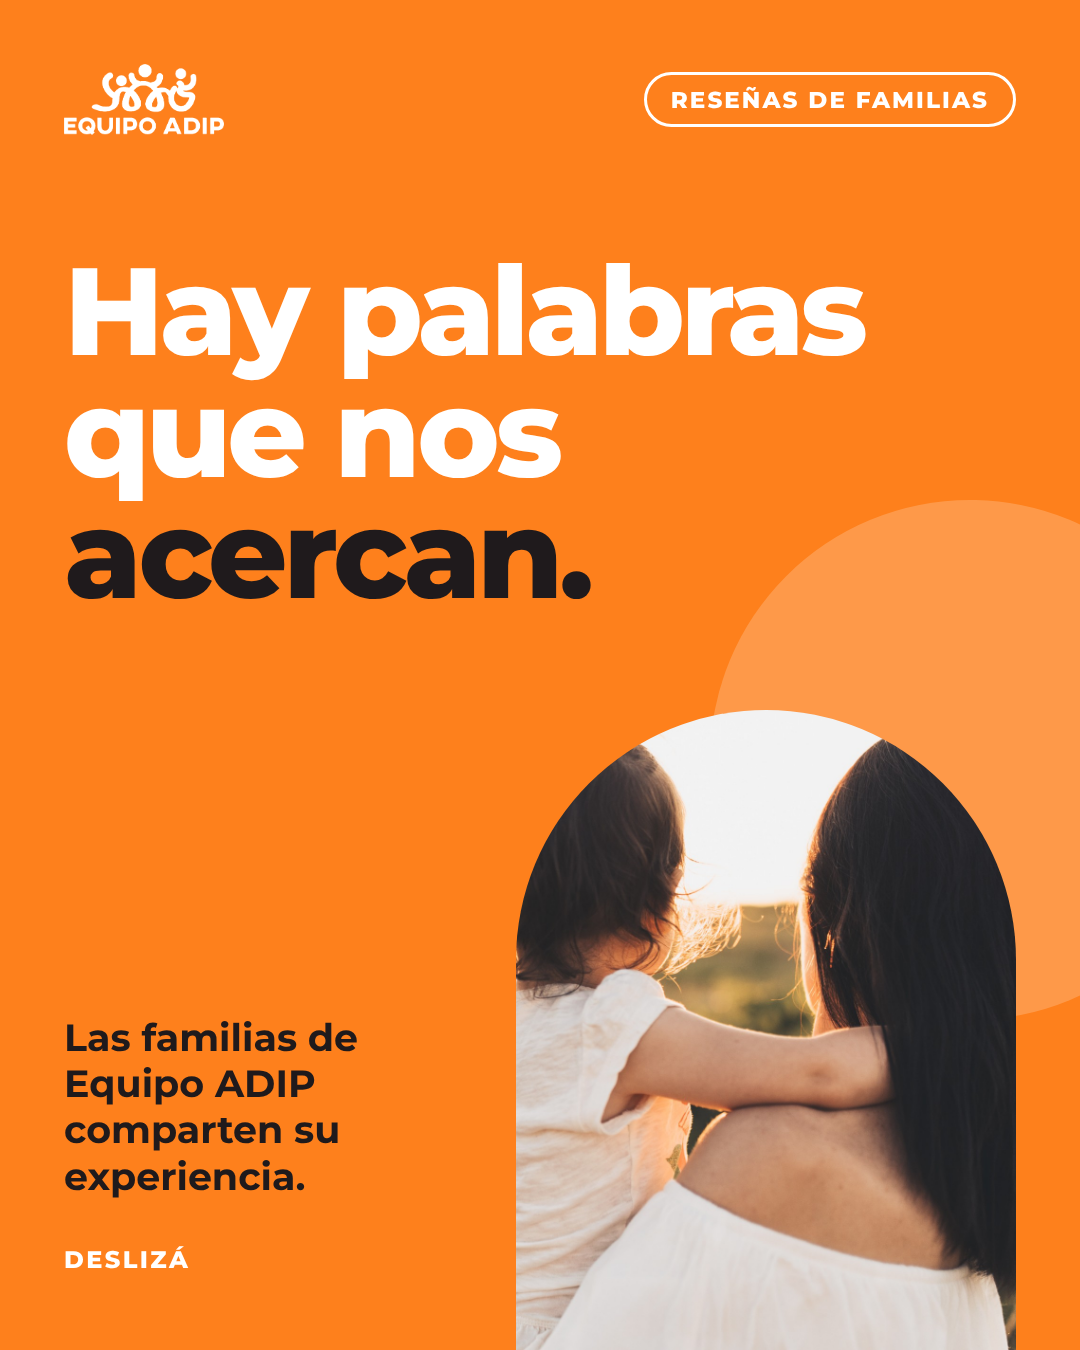 EQUIPO ADIP
RESEÑAS DE FAMILIAS
Hay palabras
que nos
acercan.
Las familias de
Equipo ADIP
comparten su
experiencia.
DESLIZÁ